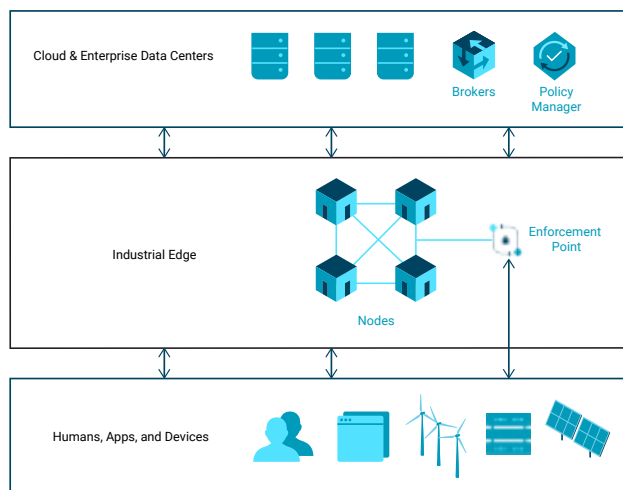 Cloud & Enterprise Data Centers
Brokers
Policy
Manager
Industrial Edge
Enforcement
Point
Nodes
Humans, Apps, and Devices